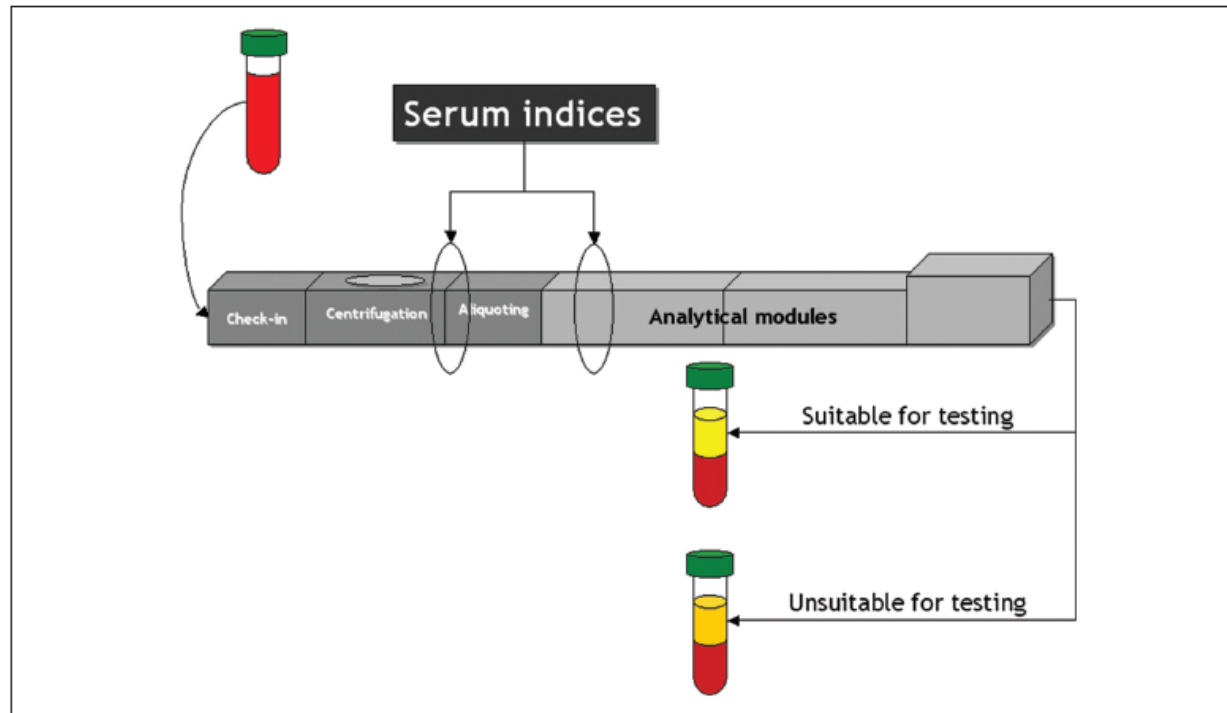 Serum indices
Check-in
Centrifugation
Aliquoting
Analytical modules
Suitable for testing
Unsuitable for testing